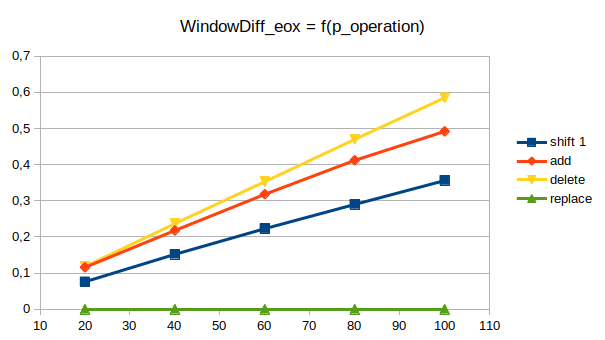 WindowDiff_eox = f(p_operation)
0,7
0,6
0,5
0,4
0,3
0,2
0,1
0
10 20 30 40 50 60 70 80 90 100 110
shift 1
add
delete
replace